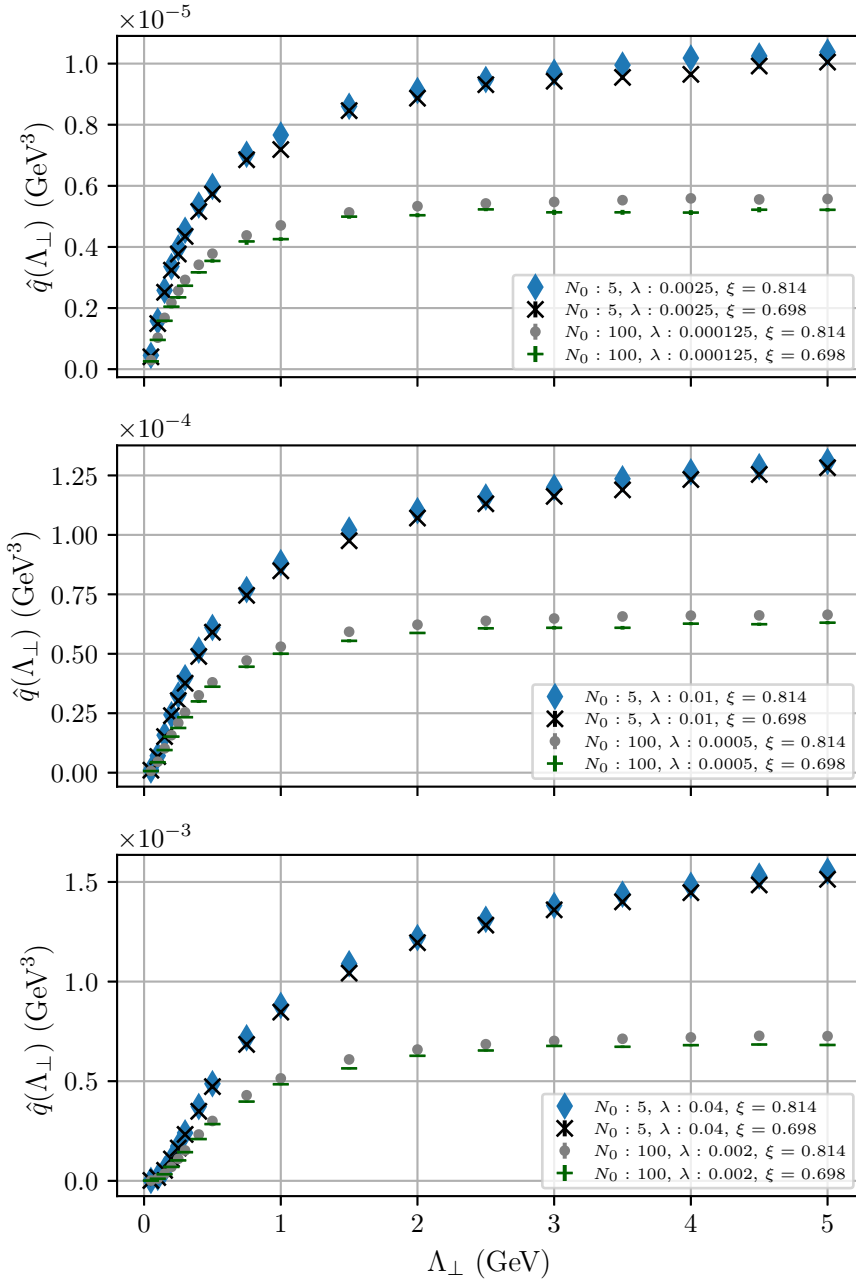 ×10⁻⁵
1.0
0.8
0.6
0.4
0.2
0.0
q̂(Λ⊥) (GeV³)
N₀ : 5, λ : 0.0025, ξ = 0.814
N₀ : 5, λ : 0.0025, ξ = 0.698
N₀ : 100, λ : 0.000125, ξ = 0.814
N₀ : 100, λ : 0.000125, ξ = 0.698
×10⁻⁴
1.25
1.00
0.75
0.50
0.25
0.00
q̂(Λ⊥) (GeV³)
N₀ : 5, λ : 0.01, ξ = 0.814
N₀ : 5, λ : 0.01, ξ = 0.698
N₀ : 100, λ : 0.0005, ξ = 0.814
N₀ : 100, λ : 0.0005, ξ = 0.698
×10⁻³
1.5
1.0
0.5
0.0
q̂(Λ⊥) (GeV³)
N₀ : 5, λ : 0.04, ξ = 0.814
N₀ : 5, λ : 0.04, ξ = 0.698
N₀ : 100, λ : 0.002, ξ = 0.814
N₀ : 100, λ : 0.002, ξ = 0.698
0 1 2 3 4 5
Λ⊥ (GeV)